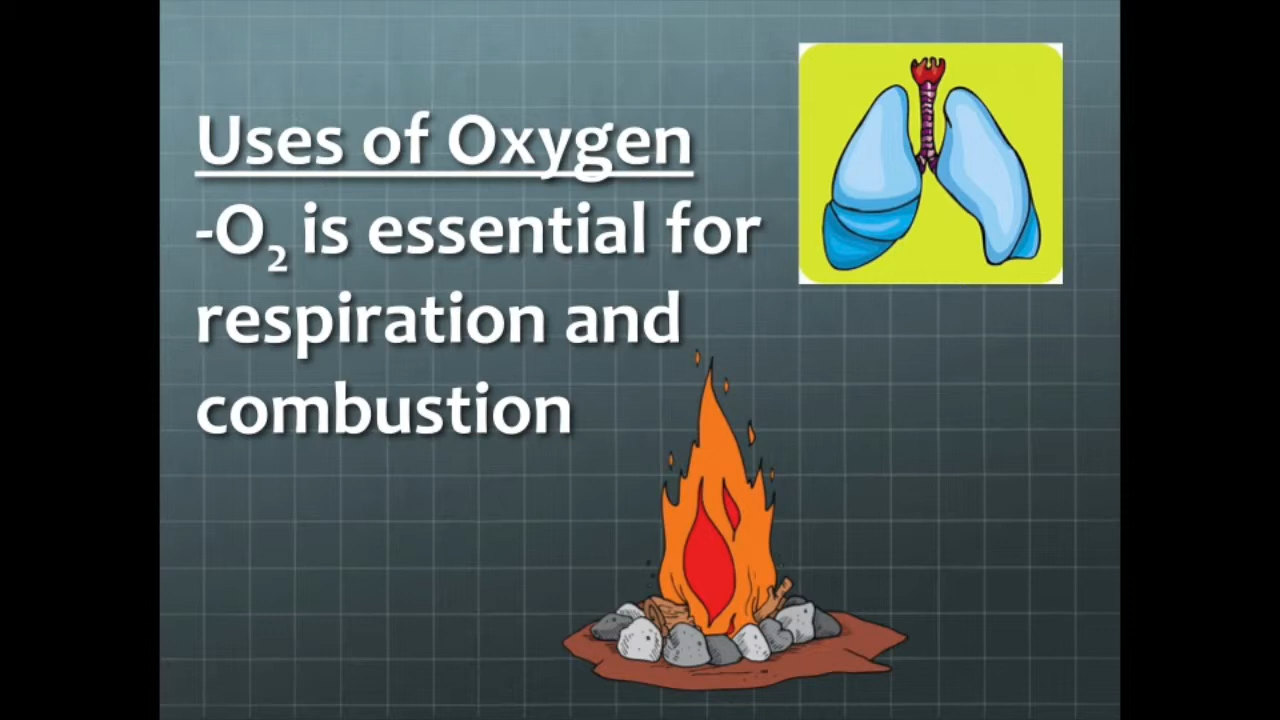 Uses of Oxygen
-O₂ is essential for
respiration and
combustion